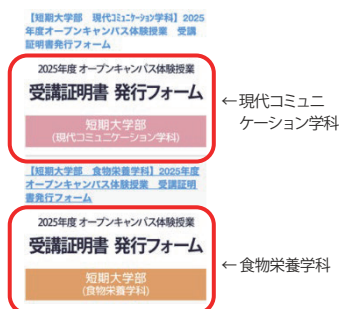 【短期大学部 現代ｺﾐｭﾆｹｰｼｮﾝ学科】2025
年度オープンキャンパス体験授業 受講
証明書発行フォーム
2025年度 オープンキャンパス体験授業
受講証明書 発行フォーム
短期大学部
(現代コミュニケーション学科)
←現代コミュニ
ケーション学科
【短期大学部 食物栄養学科】2025年度
オープンキャンパス体験授業 受講証明
書発行フォーム
2025年度 オープンキャンパス体験授業
受講証明書 発行フォーム
短期大学部
(食物栄養学科)
←食物栄養学科